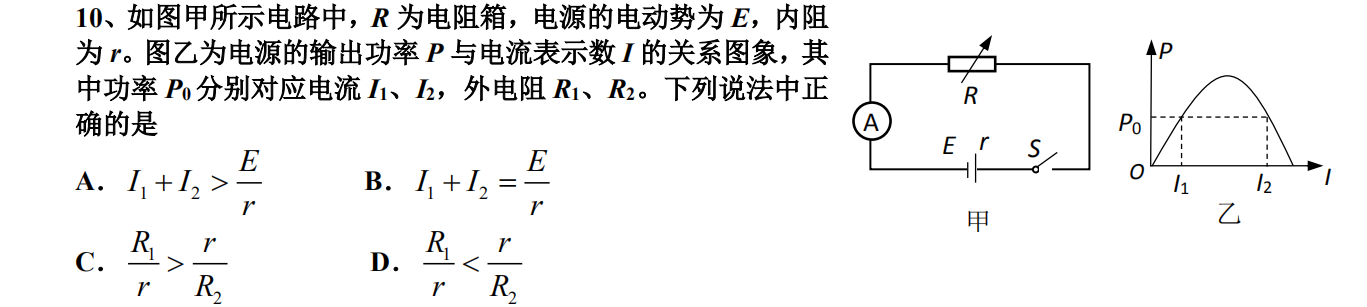 10、如图甲所示电路中，R 为电阻箱，电源的电动势为 E，内阻
为 r。图乙为电源的输出功率 P 与电流表示数 I 的关系图象，其
中功率 P₀ 分别对应电流 I₁、I₂，外电阻 R₁、R₂。下列说法中正
确的是
A． I₁ + I₂ > E/r
B． I₁ + I₂ = E/r
C． R₁/r > r/R₂
D． R₁/r < r/R₂
R
A
E r S
甲
P
P₀
O I₁ I₂ I
乙